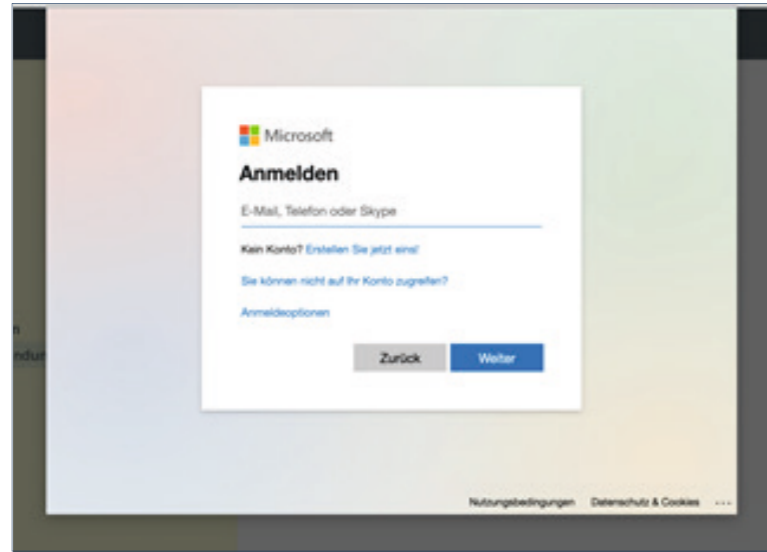 Microsoft
Anmelden
E-Mail, Telefon oder Skype
Kein Konto? Erstellen Sie jetzt eins!
Sie können nicht auf Ihr Konto zugreifen?
Anmeldeoptionen
Zurück Weiter
Nutzungsbedingungen Datenschutz & Cookies ...